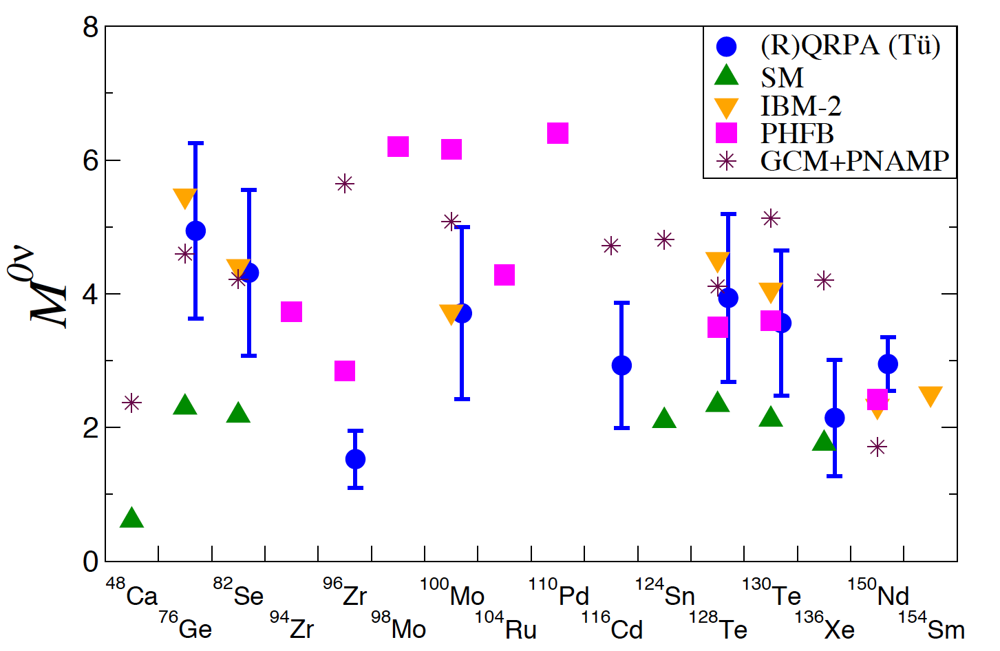 8
6
4
2
0
M⁰ᵛ
(R)QRPA (Tü)
SM
IBM-2
PHFB
GCM+PNAMP
⁴⁸Ca ⁸²Se ⁹⁶Zr ¹⁰⁰Mo ¹¹⁰Pd ¹²⁴Sn ¹³⁰Te ¹⁵⁰Nd
⁷⁶Ge ⁹⁴Zr ⁹⁸Mo ¹⁰⁴Ru ¹¹⁶Cd ¹²⁸Te ¹³⁶Xe ¹⁵⁴Sm